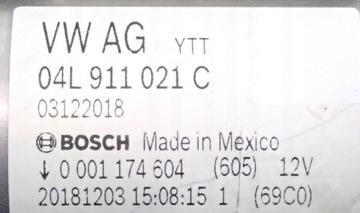 VW AG YTT
04L 911 021 C
03122018
BOSCH Made in Mexico
↓ 0 001 174 604 (605) 12V
20181203 15:08:15 1 (69C0)